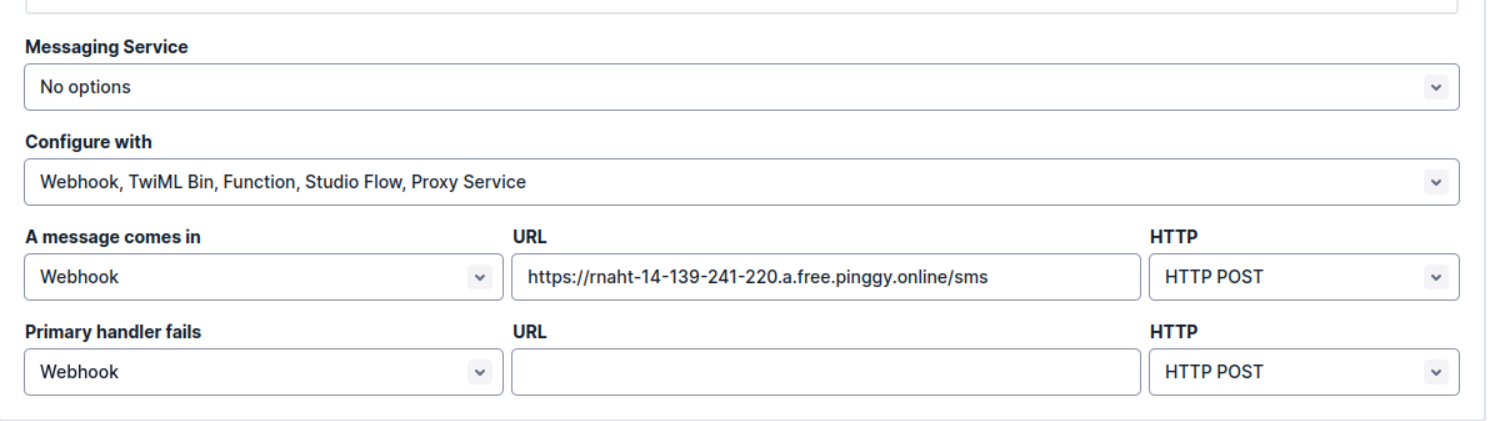 Messaging Service
No options
Configure with
Webhook, TwiML Bin, Function, Studio Flow, Proxy Service
A message comes in URL HTTP
Webhook https://rnaht-14-139-241-220.a.free.pinggy.online/sms HTTP POST
Primary handler fails URL HTTP
Webhook HTTP POST